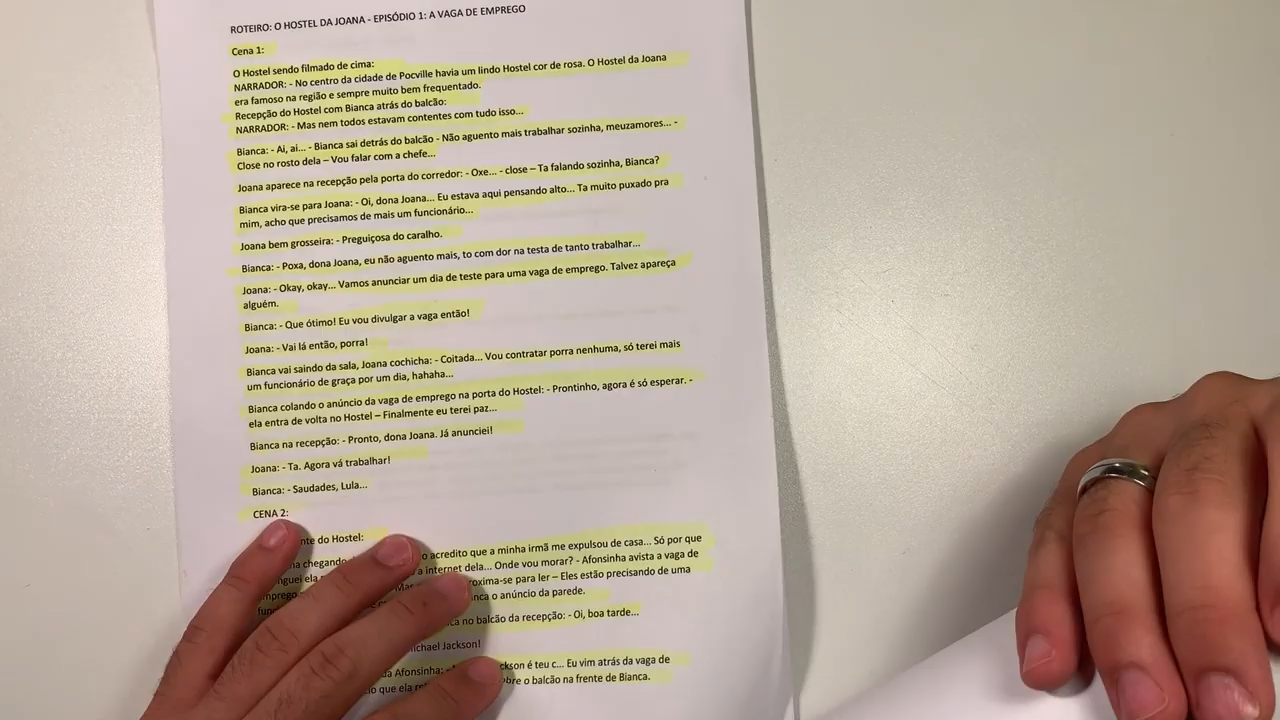 ROTEIRO: O HOSTEL DA JOANA - EPISÓDIO 1: A VAGA DE EMPREGO
Cena 1:
O Hostel sendo filmado de cima:
NARRADOR: - No centro da cidade de Pocville havia um lindo Hostel cor de rosa. O Hostel da Joana
era famoso na região e sempre muito bem frequentado.
Recepção do Hostel com Bianca atrás do balcão:
NARRADOR: - Mas nem todos estavam contentes com tudo isso...
Bianca: - Ai, ai... - Bianca sai detrás do balcão - Não aguento mais trabalhar sozinha, meuzamores... -
Close no rosto dela – Vou falar com a chefe...
Joana aparece na recepção pela porta do corredor: - Oxe... - close – Ta falando sozinha, Bianca?
Bianca vira-se para Joana: - Oi, dona Joana... Eu estava aqui pensando alto... Ta muito puxado pra
mim, acho que precisamos de mais um funcionário...
Joana bem grosseira: - Preguiçosa do caralho.
Bianca: - Poxa, dona Joana, eu não aguento mais, to com dor na testa de tanto trabalhar...
Joana: - Okay, okay... Vamos anunciar um dia de teste para uma vaga de emprego. Talvez apareça
alguém.
Bianca: - Que ótimo! Eu vou divulgar a vaga então!
Joana: - Vai lá então, porra!
Bianca vai saindo da sala, Joana cochicha: - Coitada... Vou contratar porra nenhuma, só terei mais
um funcionário de graça por um dia, hahaha...
Bianca colando o anúncio da vaga de emprego na porta do Hostel: - Prontinho, agora é só esperar. -
ela entra de volta no Hostel – Finalmente eu terei paz...
Bianca na recepção: - Pronto, dona Joana. Já anunciei!
Joana: - Ta. Agora vá trabalhar!
Bianca: - Saudades, Lula...
CENA 2:
do Hostel:
chegando o acredito que a minha irmã me expulsou de casa... Só por que
ela a internet dela... Onde vou morar? - Afonsinha avista a vaga de
para ler – Eles estão precisando de uma
o anúncio da parede.
no balcão da recepção: - Oi, boa tarde...
Jackson!
Afonsinha: é teu c... Eu vim atrás da vaga de
que ela o balcão na frente de Bianca.